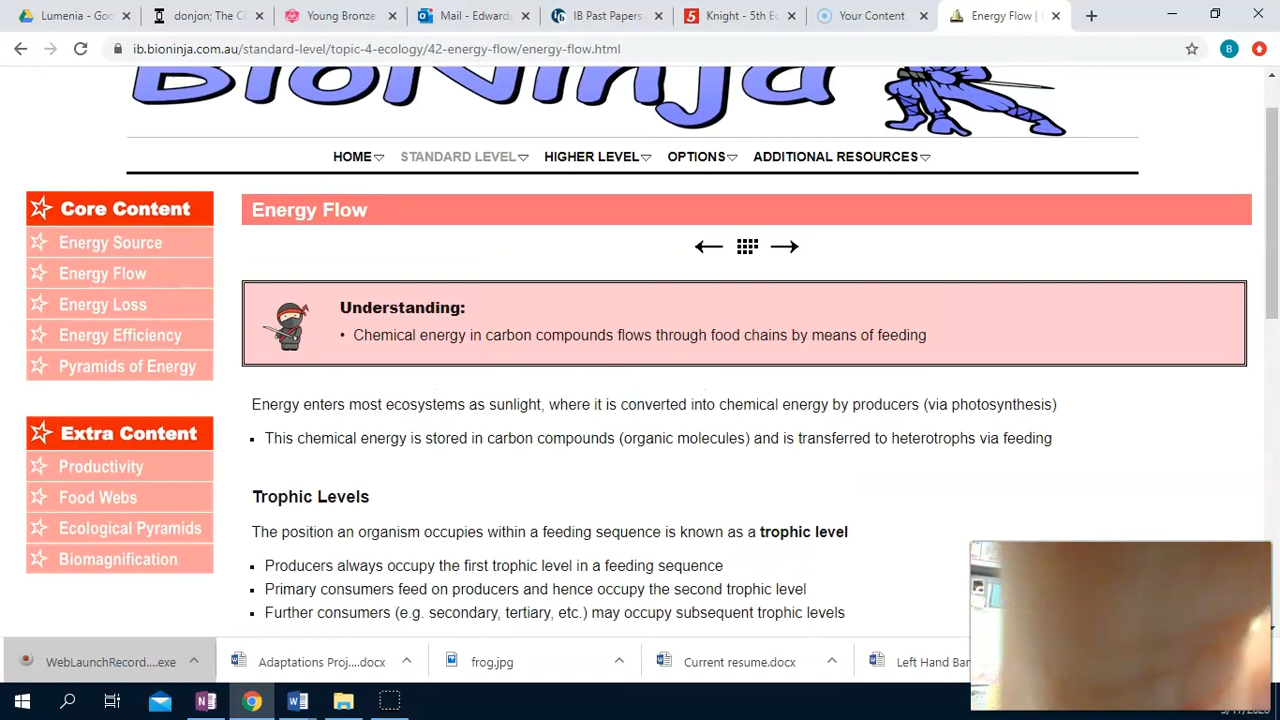 Lumenia - Goo
donjon; The C
Young Bronze
Mail - Edwards
IB Past Papers
Knight - 5th E
Your Content
Energy Flow |
ib.bioninja.com.au/standard-level/topic-4-ecology/42-energy-flow/energy-flow.html
B
BioNinja
HOME STANDARD LEVEL HIGHER LEVEL OPTIONS ADDITIONAL RESOURCES
Core Content
Energy Source
Energy Flow
Energy Loss
Energy Efficiency
Pyramids of Energy
Extra Content
Productivity
Food Webs
Ecological Pyramids
Biomagnification
Energy Flow
Understanding:
• Chemical energy in carbon compounds flows through food chains by means of feeding
Energy enters most ecosystems as sunlight, where it is converted into chemical energy by producers (via photosynthesis)
▪ This chemical energy is stored in carbon compounds (organic molecules) and is transferred to heterotrophs via feeding
Trophic Levels
The position an organism occupies within a feeding sequence is known as a trophic level
▪ Producers always occupy the first trophic level in a feeding sequence
▪ Primary consumers feed on producers and hence occupy the second trophic level
▪ Further consumers (e.g. secondary, tertiary, etc.) may occupy subsequent trophic levels
WebLaunchRecord....exe
Adaptations Proj....docx
frog.jpg
Current resume.docx
Left Hand Ban